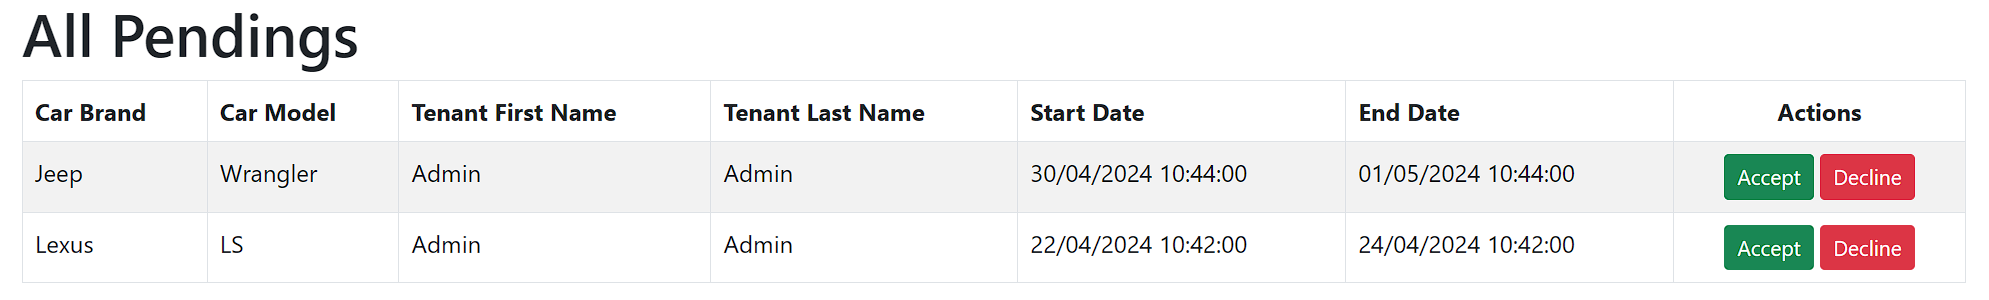 All Pendings
Car Brand Car Model Tenant First Name Tenant Last Name Start Date End Date Actions
Jeep Wrangler Admin Admin 30/04/2024 10:44:00 01/05/2024 10:44:00 Accept Decline
Lexus LS Admin Admin 22/04/2024 10:42:00 24/04/2024 10:42:00 Accept Decline